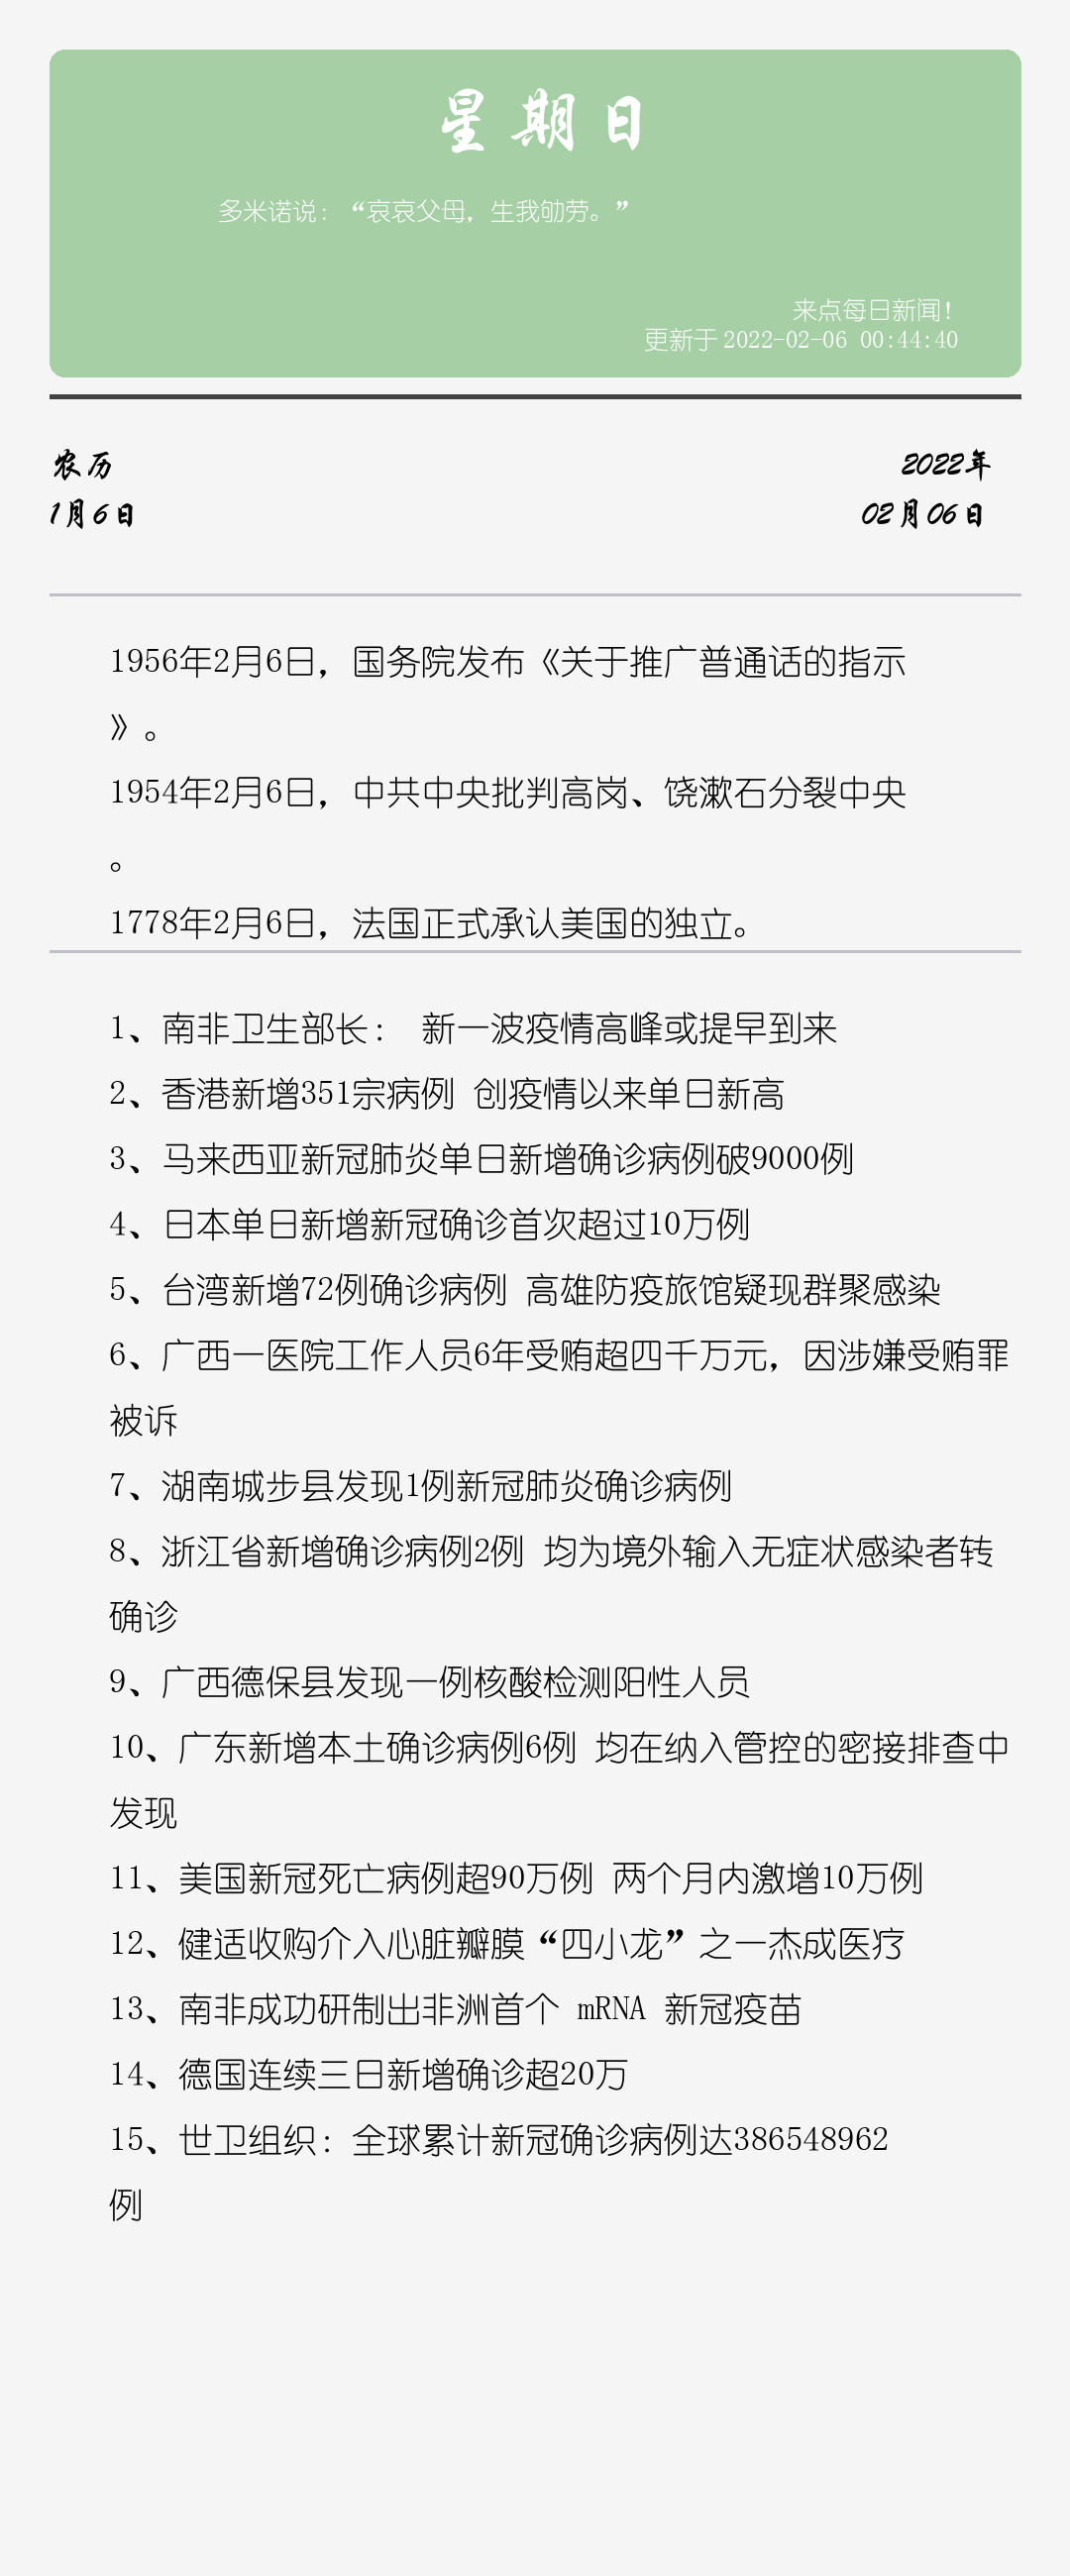 星期日
多米诺说：“哀哀父母，生我劬劳。”
来点每日新闻！
更新于 2022-02-06 00:44:40
农历
2022年
1月6日
02月06日
1956年2月6日，国务院发布《关于推广普通话的指示
》。
1954年2月6日，中共中央批判高岗、饶漱石分裂中央
。
1778年2月6日，法国正式承认美国的独立。
1、南非卫生部长： 新一波疫情高峰或提早到来
2、香港新增351宗病例 创疫情以来单日新高
3、马来西亚新冠肺炎单日新增确诊病例破9000例
4、日本单日新增新冠确诊首次超过10万例
5、台湾新增72例确诊病例 高雄防疫旅馆疑现群聚感染
6、广西一医院工作人员6年受贿超四千万元，因涉嫌受贿罪
被诉
7、湖南城步县发现1例新冠肺炎确诊病例
8、浙江省新增确诊病例2例 均为境外输入无症状感染者转
确诊
9、广西德保县发现一例核酸检测阳性人员
10、广东新增本土确诊病例6例 均在纳入管控的密接排查中
发现
11、美国新冠死亡病例超90万例 两个月内激增10万例
12、健适收购介入心脏瓣膜“四小龙”之一杰成医疗
13、南非成功研制出非洲首个 mRNA 新冠疫苗
14、德国连续三日新增确诊超20万
15、世卫组织：全球累计新冠确诊病例达386548962
例